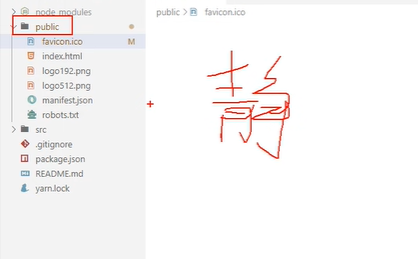 node_modules
public
favicon.ico M
index.html
logo192.png
logo512.png
manifest.json
robots.txt
src
.gitignore
package.json
README.md
yarn.lock
public > favicon.ico